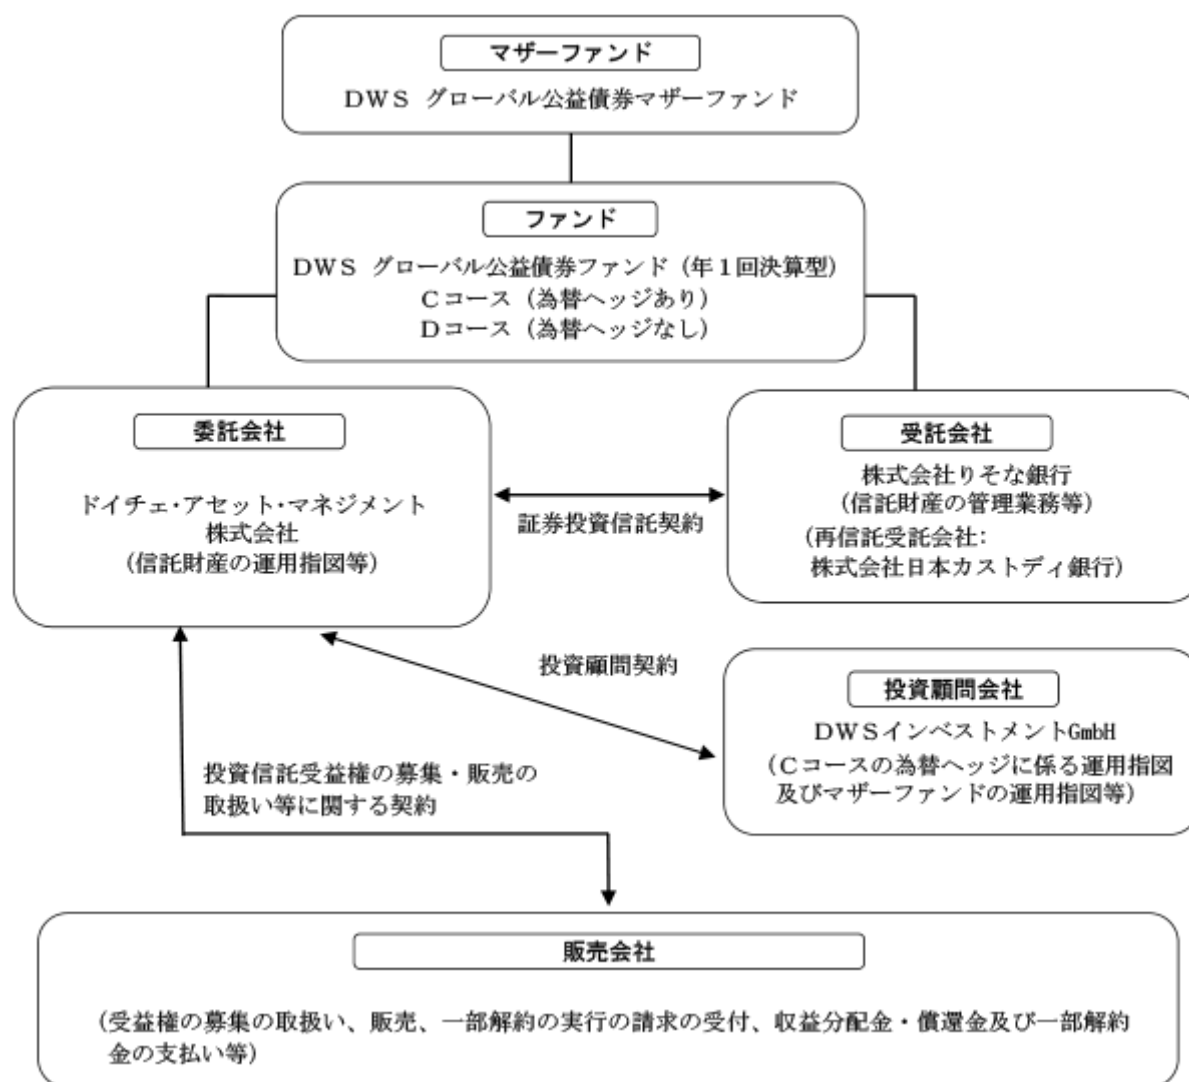 マザーファンド
DWS グローバル公益債券マザーファンド
ファンド
DWS グローバル公益債券ファンド（年1回決算型）
Cコース（為替ヘッジあり）
Dコース（為替ヘッジなし）
委託会社
ドイチェ・アセット・マネジメント
株式会社
(信託財産の運用指図等)
証券投資信託契約
受託会社
株式会社りそな銀行
(信託財産の管理業務等)
(再信託受託会社:
株式会社日本カストディ銀行)
投資顧問契約
投資顧問会社
DWSインベストメントGmbH
（Cコースの為替ヘッジに係る運用指図
及びマザーファンドの運用指図等）
投資信託受益権の募集・販売の
取扱い等に関する契約
販売会社
（受益権の募集の取扱い、販売、一部解約の実行の請求の受付、収益分配金・償還金及び一部解約
金の支払い等）